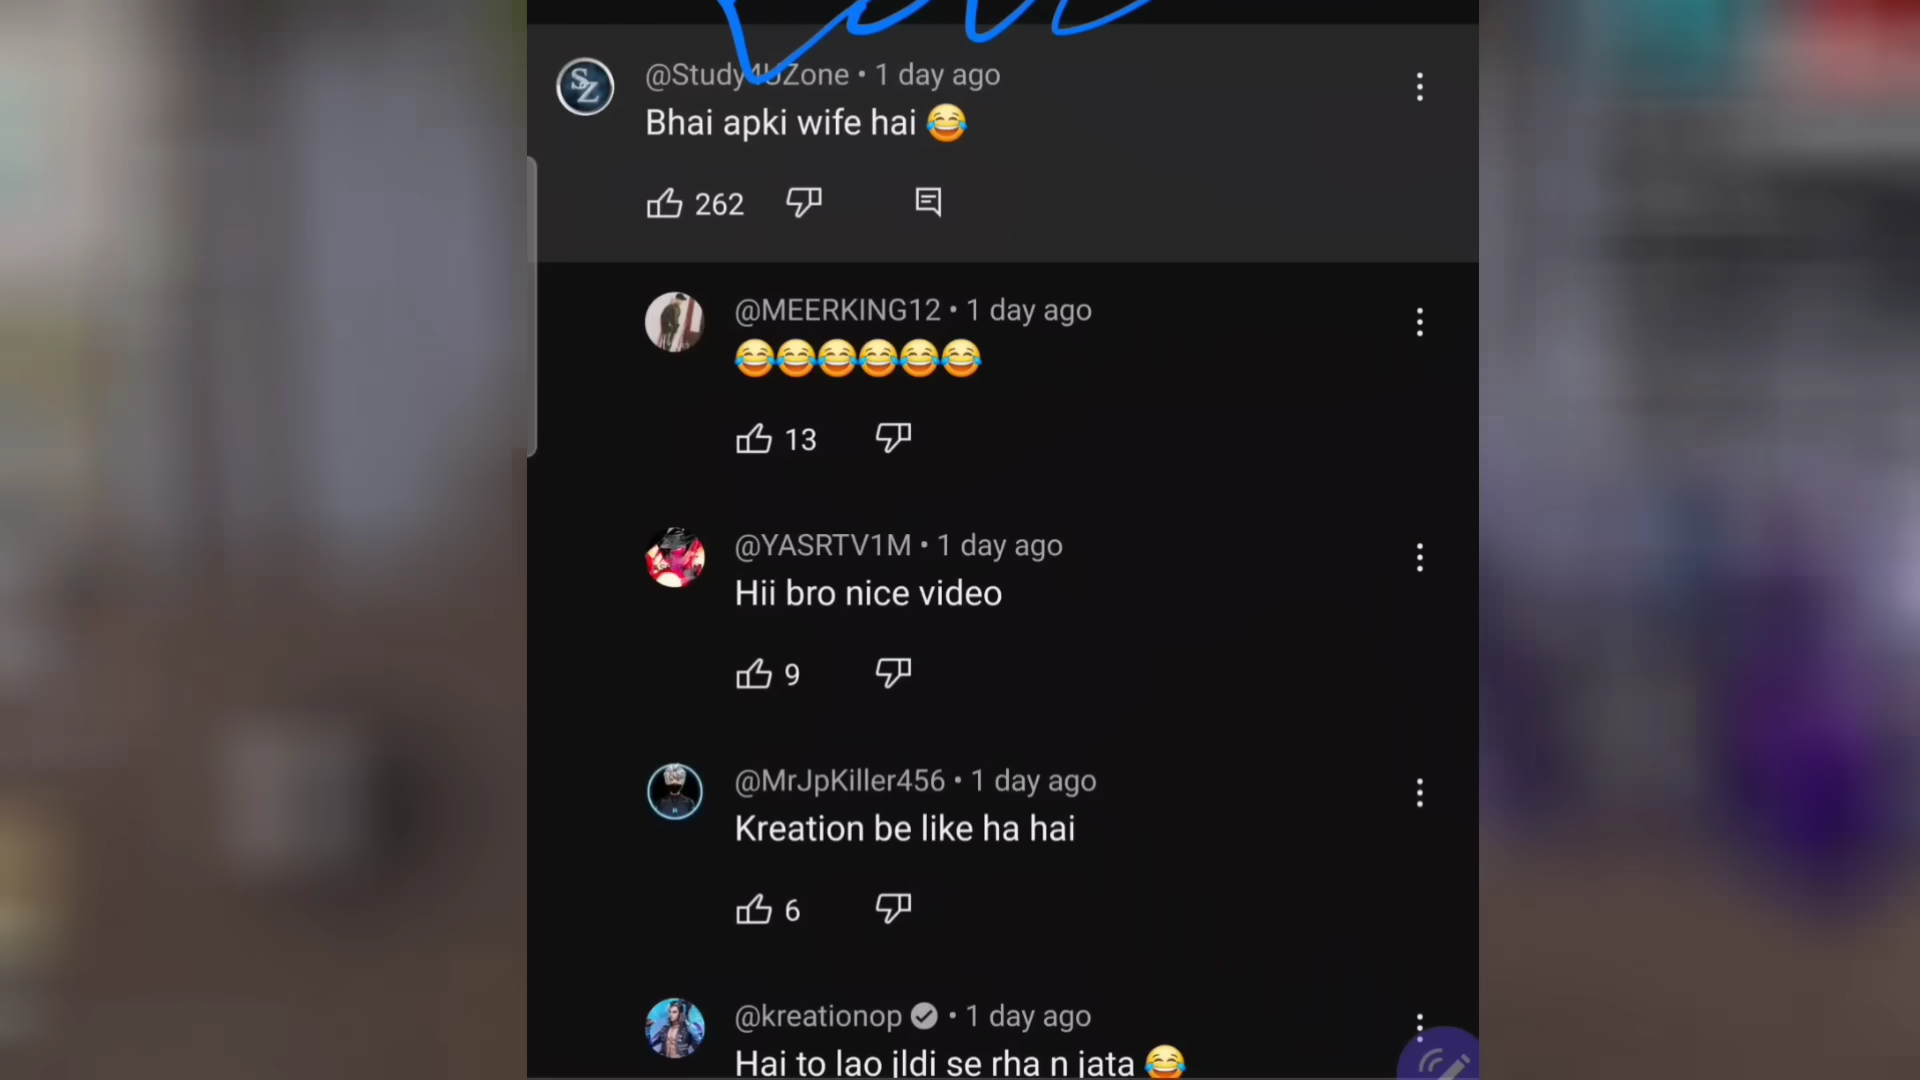 @Study4UZone • 1 day ago
Bhai apki wife hai 😂
262
@MEERKING12 • 1 day ago
😂😂😂😂😂😂
13
@YASRTV1M • 1 day ago
Hii bro nice video
9
@MrJpKiller456 • 1 day ago
Kreation be like ha hai
6
@kreationop • 1 day ago
Hai to lao jldi se rha n jata 😂